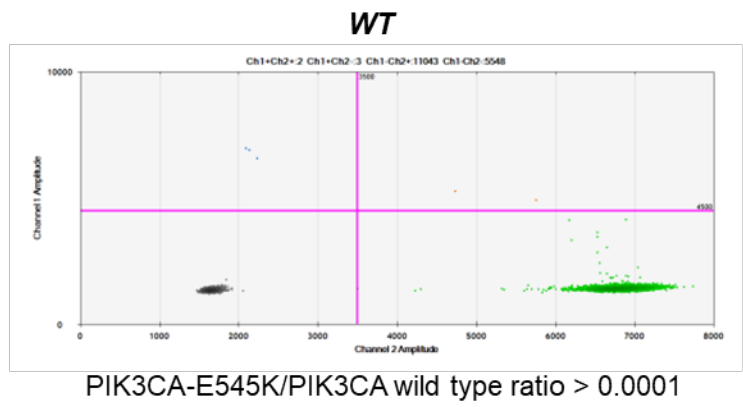 WT
Ch1+Ch2+:2 Ch1+Ch2-:3 Ch1-Ch2+:11043 Ch1-Ch2-:5548
10000
3500
Channel 1 Amplitude
4500
0
0 1000 2000 3000 4000 5000 6000 7000 8000
Channel 2 Amplitude
PIK3CA-E545K/PIK3CA wild type ratio > 0.0001